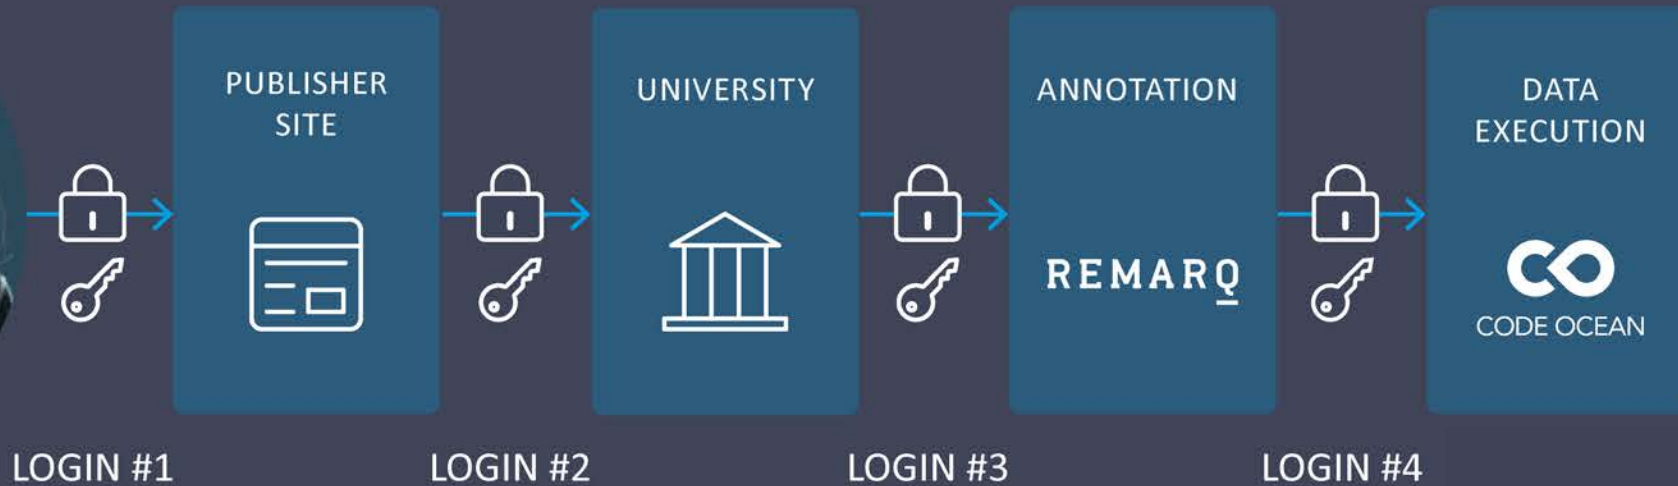 PUBLISHER
SITE
UNIVERSITY
ANNOTATION
REMARQ
DATA
EXECUTION
CODE OCEAN
LOGIN #1
LOGIN #2
LOGIN #3
LOGIN #4